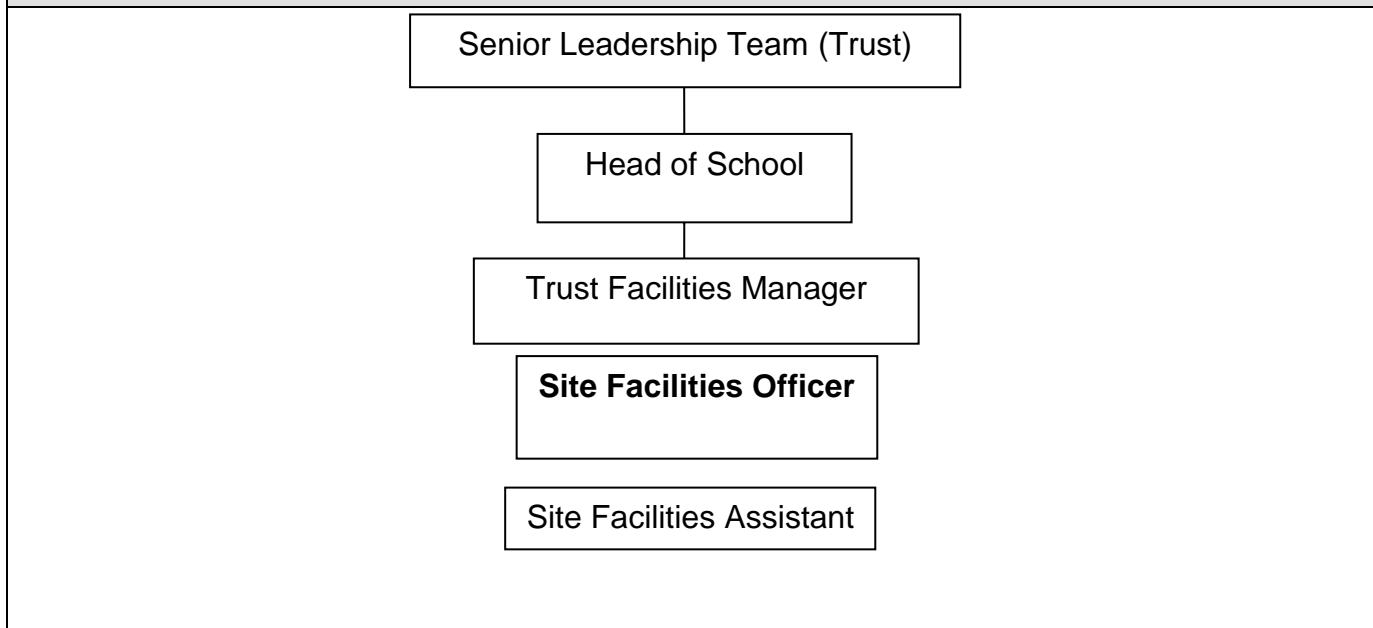 Senior Leadership Team (Trust)
Head of School
Trust Facilities Manager
Site Facilities Officer
Site Facilities Assistant